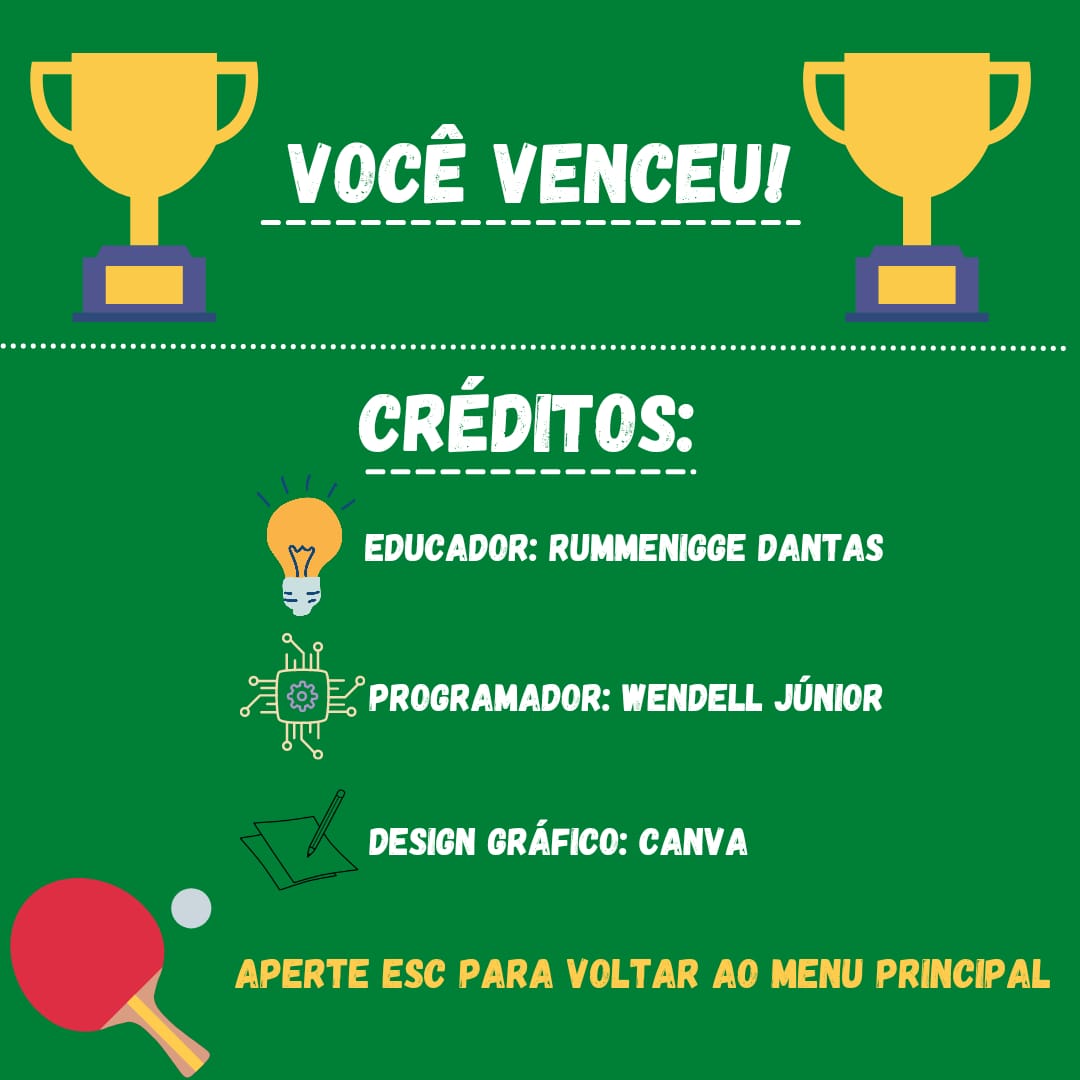 VOCÊ VENCEU!
CRÉDITOS:
EDUCADOR: RUMMENIGGE DANTAS
PROGRAMADOR: WENDELL JÚNIOR
DESIGN GRÁFICO: CANVA
APERTE ESC PARA VOLTAR AO MENU PRINCIPAL